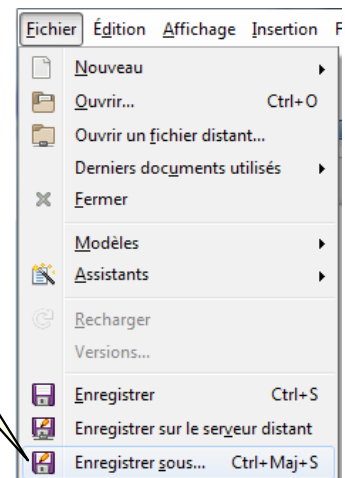 Fichier Édition Affichage Insertion F
Nouveau
Ouvrir... Ctrl+O
Ouvrir un fichier distant...
Derniers documents utilisés
Fermer
Modèles
Assistants
Recharger
Versions...
Enregistrer Ctrl+S
Enregistrer sur le serveur distant
Enregistrer sous... Ctrl+Maj+S